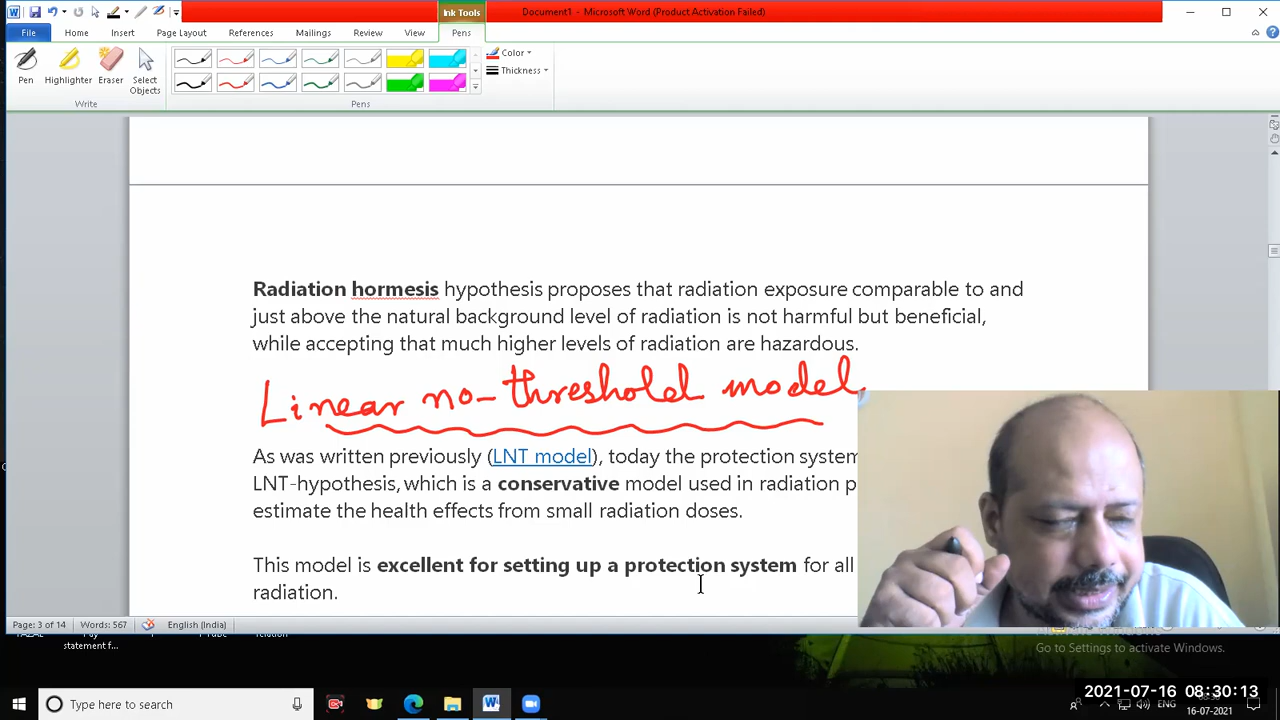 Ink Tools
Document1 - Microsoft Word (Product Activation Failed)
File Home Insert Page Layout References Mailings Review View Pens
Pen Highlighter Eraser Select Objects
Color
Thickness
Write Pens
Radiation hormesis hypothesis proposes that radiation exposure comparable to and
just above the natural background level of radiation is not harmful but beneficial,
while accepting that much higher levels of radiation are hazardous.
Linear no-threshold model
As was written previously (LNT model), today the protection system
LNT-hypothesis, which is a conservative model used in radiation p
estimate the health effects from small radiation doses.
This model is excellent for setting up a protection system for all
radiation.
Page: 3 of 14 Words: 567 English (India)
statement f...
relation
Go to Settings to activate Windows.
Type here to search
2021-07-16 08:30:13
ENG
16-07-2021